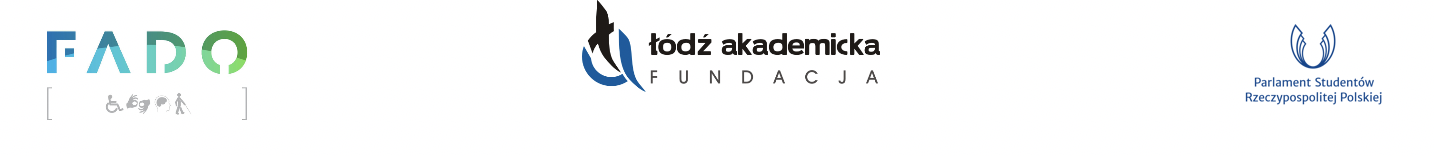 FADO
łódź akademicka
FUNDACJA
Parlament Studentów
Rzeczypospolitej Polskiej